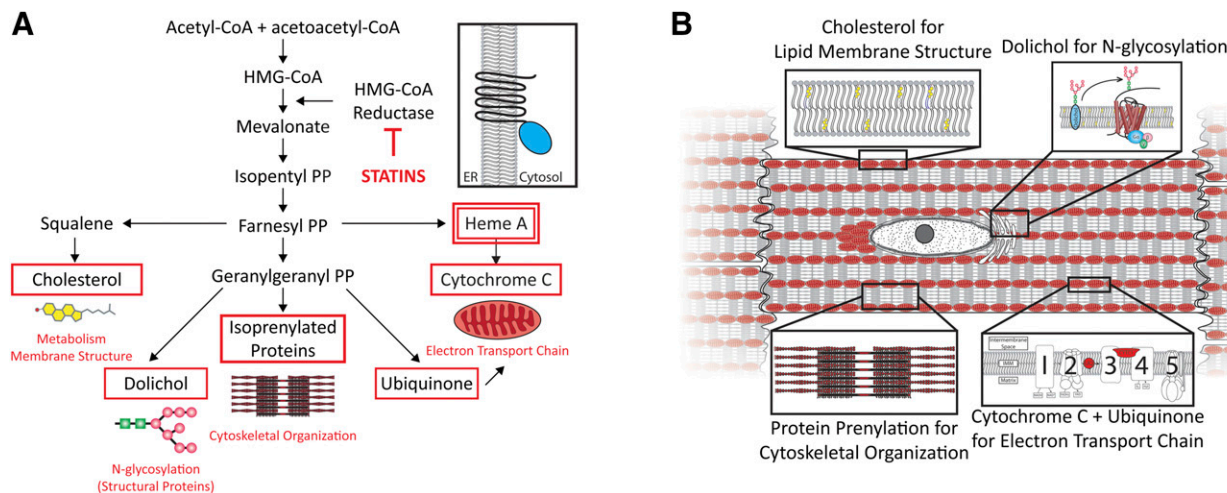 A
Acetyl-CoA + acetoacetyl-CoA
HMG-CoA
HMG-CoA
Reductase
Mevalonate
STATINS
Isopentyl PP
ER
Cytosol
Squalene
Farnesyl PP
Heme A
Cholesterol
Geranylgeranyl PP
Cytochrome C
Metabolism
Membrane Structure
Isoprenylated
Proteins
Electron Transport Chain
Dolichol
Ubiquinone
Cytoskeletal Organization
N-glycosylation
(Structural Proteins)
B
Cholesterol for
Lipid Membrane Structure
Dolichol for N-glycosylation
Protein Prenylation for
Cytoskeletal Organization
Intermembrane
Space
Matrix
1
2
3
4
5
Cytochrome C + Ubiquinone
for Electron Transport Chain